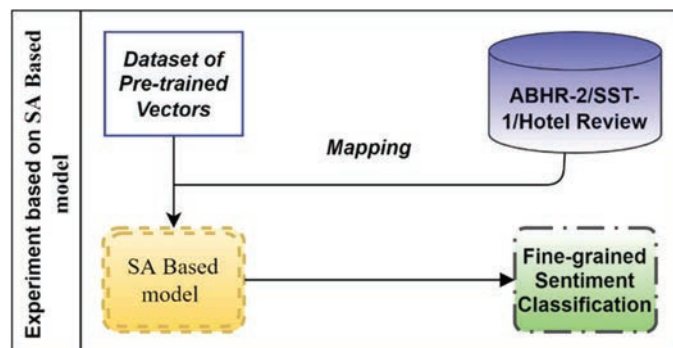 Experiment based on SA Based
model
Dataset of
Pre-trained
Vectors
ABHR-2/SST-
1/Hotel Review
Mapping
SA Based
model
Fine-grained
Sentiment
Classification